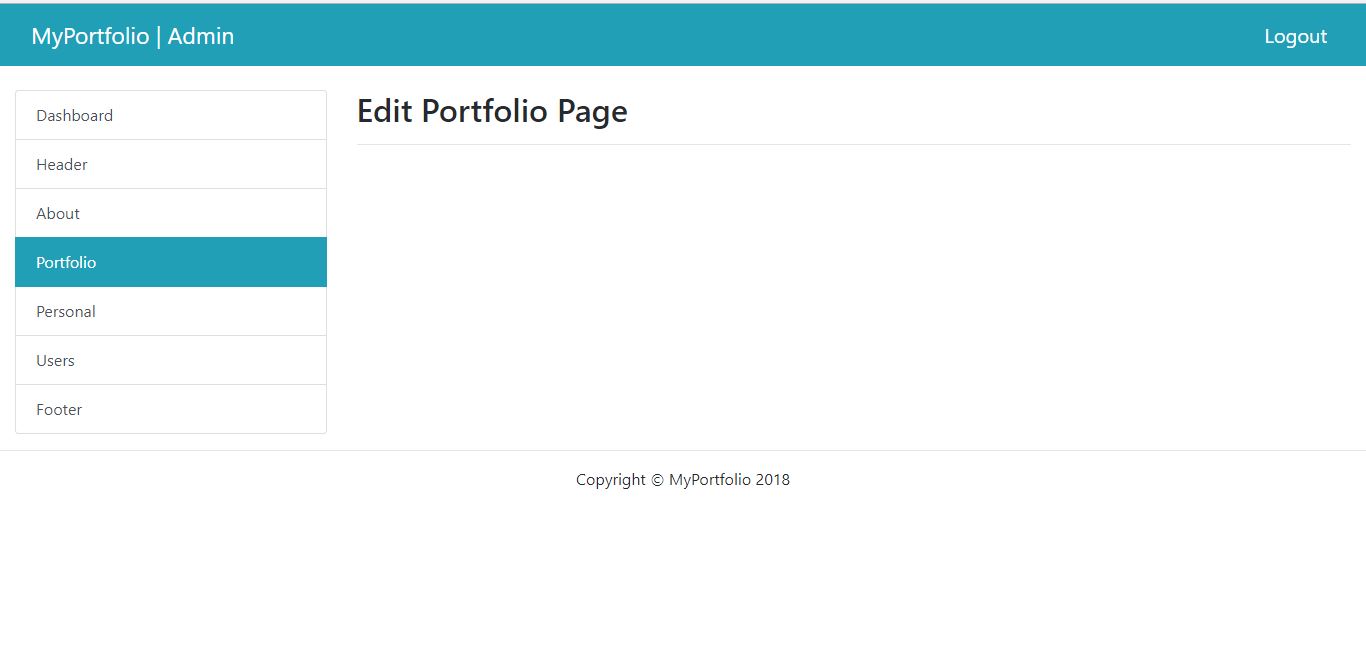 MyPortfolio | Admin
Logout
Dashboard
Header
About
Portfolio
Personal
Users
Footer
Edit Portfolio Page
Copyright © MyPortfolio 2018